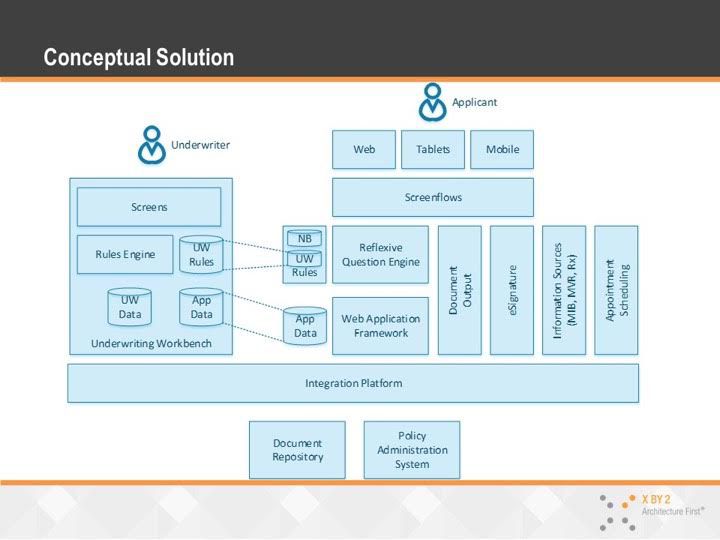 Conceptual Solution
Applicant
Underwriter
Web
Tablets
Mobile
Screenflows
Screens
Rules Engine
UW
Rules
UW
Data
App
Data
Underwriting Workbench
NB
UW
Rules
App
Data
Reflexive
Question Engine
Web Application
Framework
Document
Output
eSignature
Information Sources
(MIB, MVR, Rx)
Appointment
Scheduling
Integration Platform
Document
Repository
Policy
Administration
System
X BY 2
Architecture First®